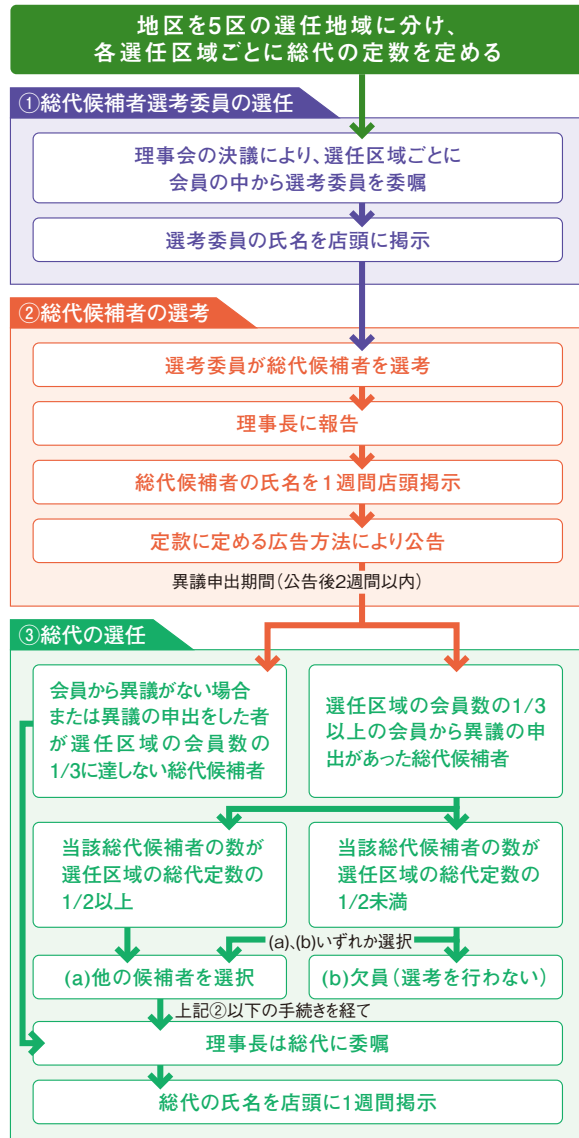 地区を5区の選任地域に分け、
各選任区域ごとに総代の定数を定める
①総代候補者選考委員の選任
理事会の決議により、選任区域ごとに
会員の中から選考委員を委嘱
選考委員の氏名を店頭に掲示
②総代候補者の選考
選考委員が総代候補者を選考
理事長に報告
総代候補者の氏名を1週間店頭掲示
定款に定める広告方法により公告
異議申出期間(公告後2週間以内)
③総代の選任
会員から異議がない場合
または異議の申出をした者
が選任区域の会員数の
1/3に達しない総代候補者
選任区域の会員数の1/3
以上の会員から異議の申
出があった総代候補者
当該総代候補者の数が
選任区域の総代定数の
1/2以上
当該総代候補者の数が
選任区域の総代定数の
1/2未満
(a)、(b)いずれか選択
(a)他の候補者を選択
(b)欠員(選考を行わない)
上記②以下の手続きを経て
理事長は総代に委嘱
総代の氏名を店頭に1週間掲示